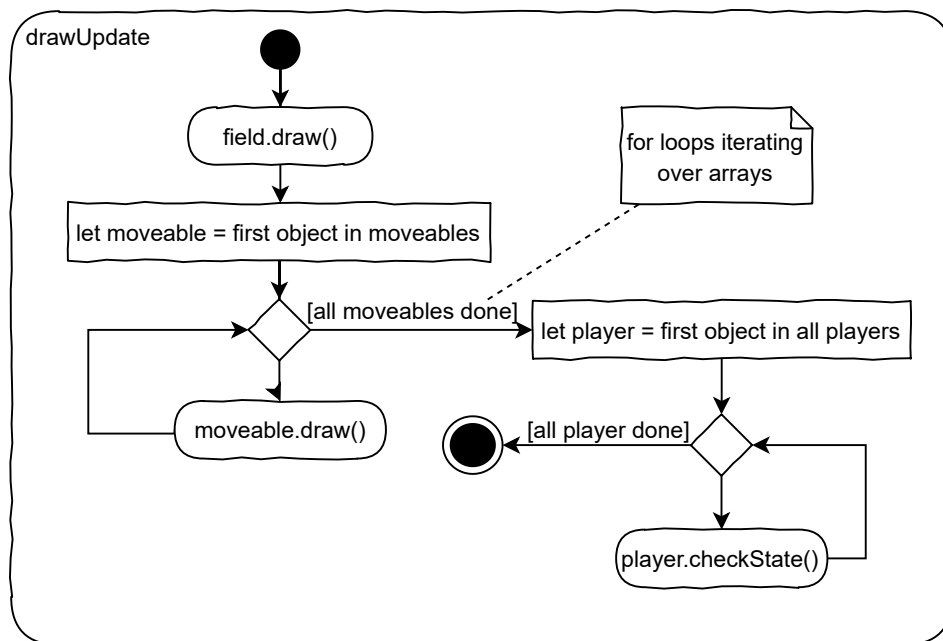 drawUpdate
field.draw()
for loops iterating
over arrays
let moveable = first object in moveables
[all moveables done]
let player = first object in all players
moveable.draw()
[all player done]
player.checkState()